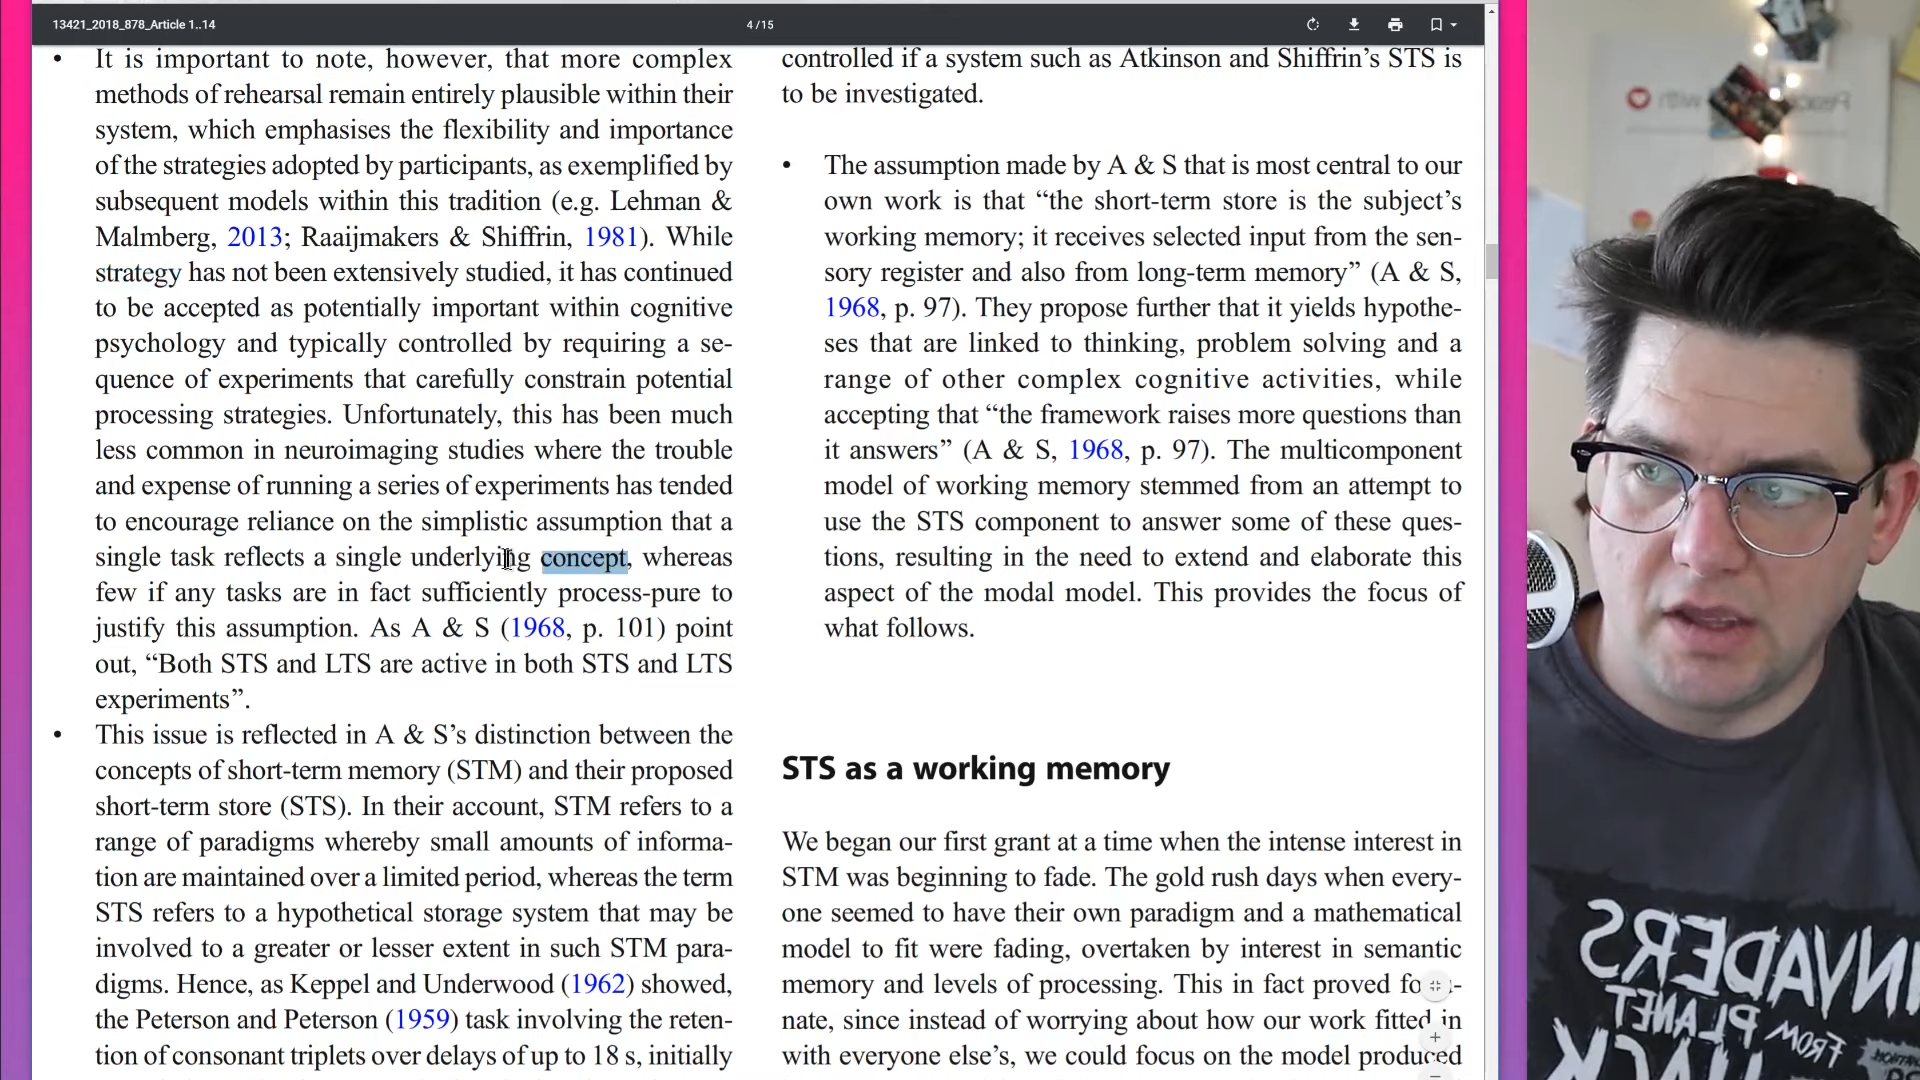 13421_2018_878_Article 1..14
4 / 15
• It is important to note, however, that more complex
methods of rehearsal remain entirely plausible within their
system, which emphasises the flexibility and importance
of the strategies adopted by participants, as exemplified by
subsequent models within this tradition (e.g. Lehman &
Malmberg, 2013; Raaijmakers & Shiffrin, 1981). While
strategy has not been extensively studied, it has continued
to be accepted as potentially important within cognitive
psychology and typically controlled by requiring a se-
quence of experiments that carefully constrain potential
processing strategies. Unfortunately, this has been much
less common in neuroimaging studies where the trouble
and expense of running a series of experiments has tended
to encourage reliance on the simplistic assumption that a
single task reflects a single underlying concept, whereas
few if any tasks are in fact sufficiently process-pure to
justify this assumption. As A & S (1968, p. 101) point
out, “Both STS and LTS are active in both STS and LTS
experiments”.
• This issue is reflected in A & S’s distinction between the
concepts of short-term memory (STM) and their proposed
short-term store (STS). In their account, STM refers to a
range of paradigms whereby small amounts of informa-
tion are maintained over a limited period, whereas the term
STS refers to a hypothetical storage system that may be
involved to a greater or lesser extent in such STM para-
digms. Hence, as Keppel and Underwood (1962) showed,
the Peterson and Peterson (1959) task involving the reten-
tion of consonant triplets over delays of up to 18 s, initially
controlled if a system such as Atkinson and Shiffrin’s STS is
to be investigated.
• The assumption made by A & S that is most central to our
own work is that “the short-term store is the subject’s
working memory; it receives selected input from the sen-
sory register and also from long-term memory” (A & S,
1968, p. 97). They propose further that it yields hypothe-
ses that are linked to thinking, problem solving and a
range of other complex cognitive activities, while
accepting that “the framework raises more questions than
it answers” (A & S, 1968, p. 97). The multicomponent
model of working memory stemmed from an attempt to
use the STS component to answer some of these ques-
tions, resulting in the need to extend and elaborate this
aspect of the modal model. This provides the focus of
what follows.
STS as a working memory
We began our first grant at a time when the intense interest in
STM was beginning to fade. The gold rush days when every-
one seemed to have their own paradigm and a mathematical
model to fit were fading, overtaken by interest in semantic
memory and levels of processing. This in fact proved fo
nate, since instead of worrying about how our work fitted in
with everyone else’s, we could focus on the model produced
INVADERS
FROM PLANET
HACK